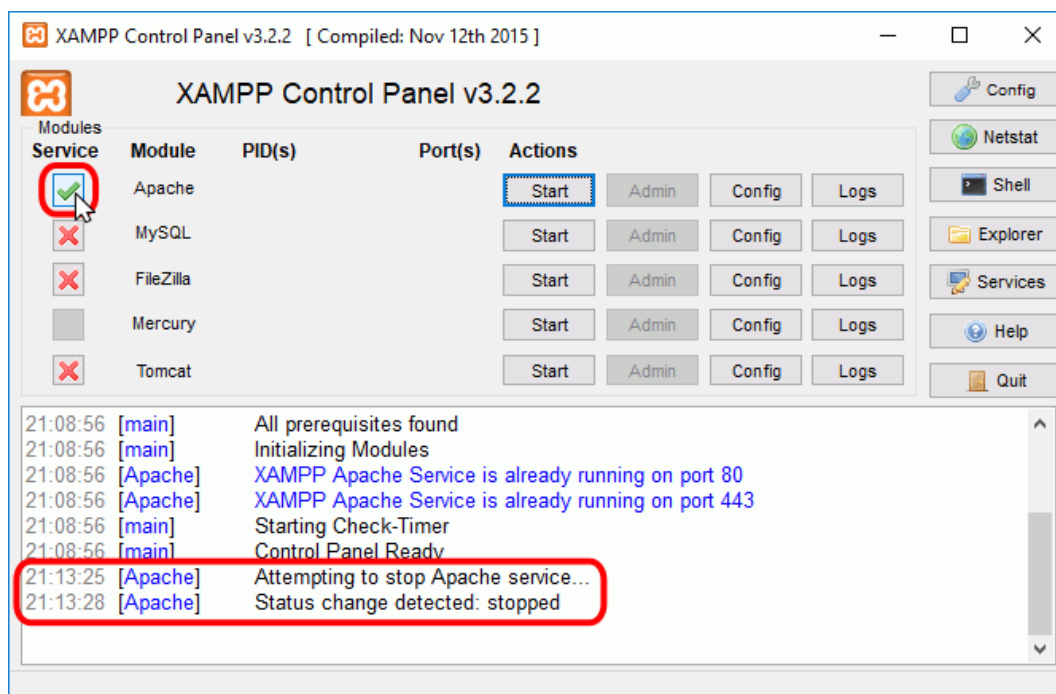 XAMPP Control Panel v3.2.2 [ Compiled: Nov 12th 2015 ]
XAMPP Control Panel v3.2.2
Config
Modules
Service Module PID(s) Port(s) Actions
Netstat
Apache Start Admin Config Logs
Shell
MySQL Start Admin Config Logs
Explorer
FileZilla Start Admin Config Logs
Services
Mercury Start Admin Config Logs
Help
Tomcat Start Admin Config Logs
Quit
21:08:56 [main] All prerequisites found
21:08:56 [main] Initializing Modules
21:08:56 [Apache] XAMPP Apache Service is already running on port 80
21:08:56 [Apache] XAMPP Apache Service is already running on port 443
21:08:56 [main] Starting Check-Timer
21:08:56 [main] Control Panel Ready
21:13:25 [Apache] Attempting to stop Apache service...
21:13:28 [Apache] Status change detected: stopped